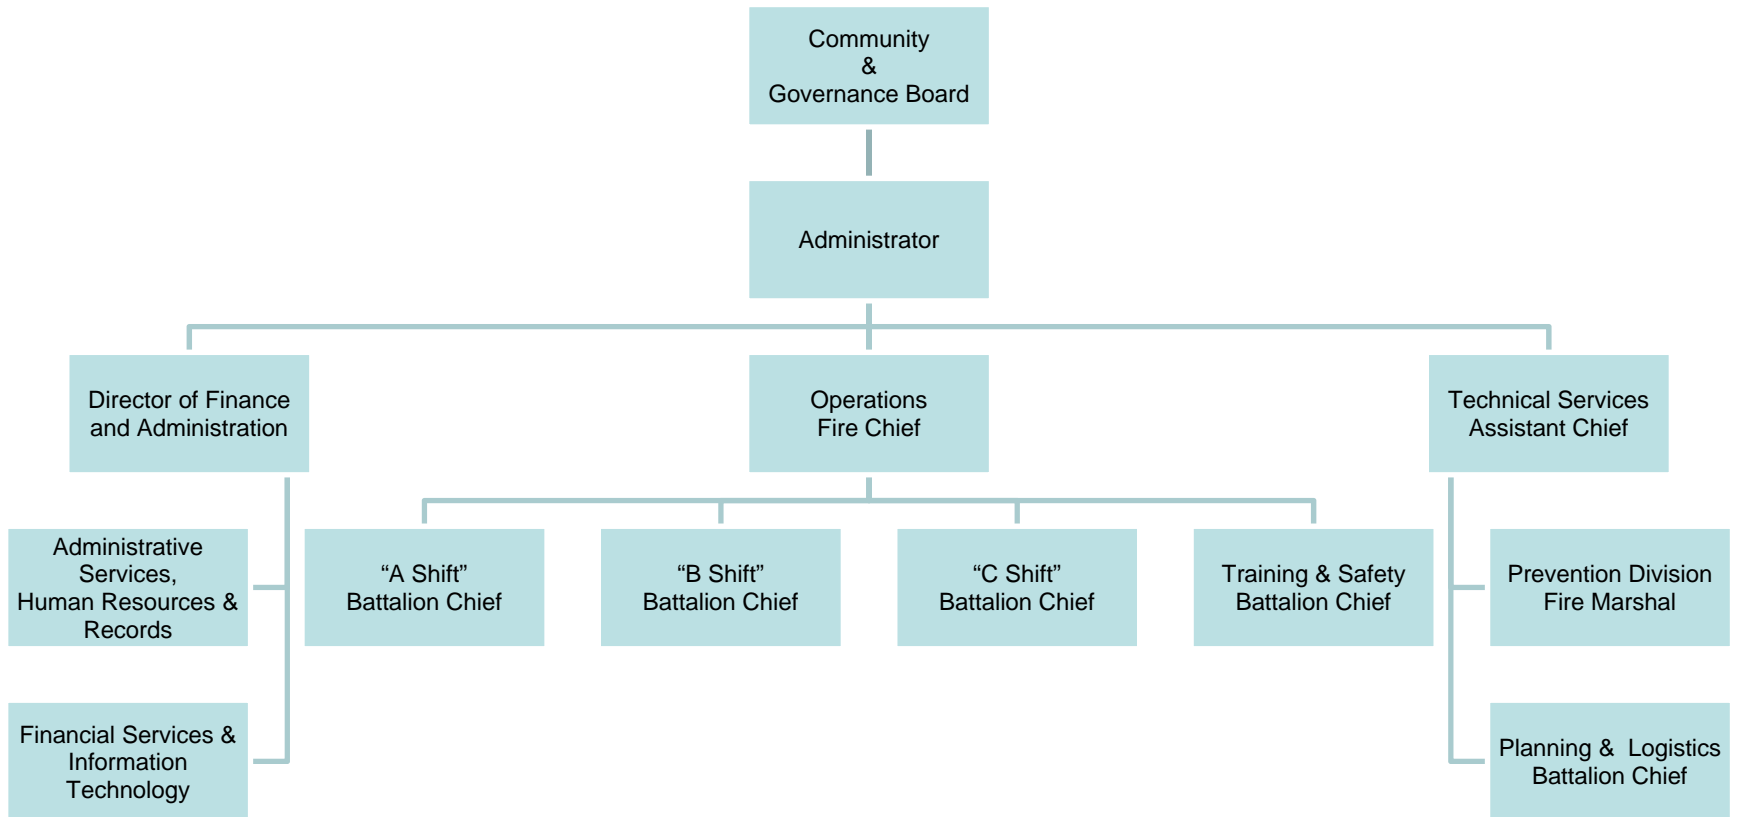 Community
&
Governance Board
Administrator
Director of Finance
and Administration
Operations
Fire Chief
Technical Services
Assistant Chief
Administrative
Services,
Human Resources &
Records
“A Shift”
Battalion Chief
“B Shift”
Battalion Chief
“C Shift”
Battalion Chief
Training & Safety
Battalion Chief
Prevention Division
Fire Marshal
Financial Services &
Information
Technology
Planning &  Logistics
Battalion Chief